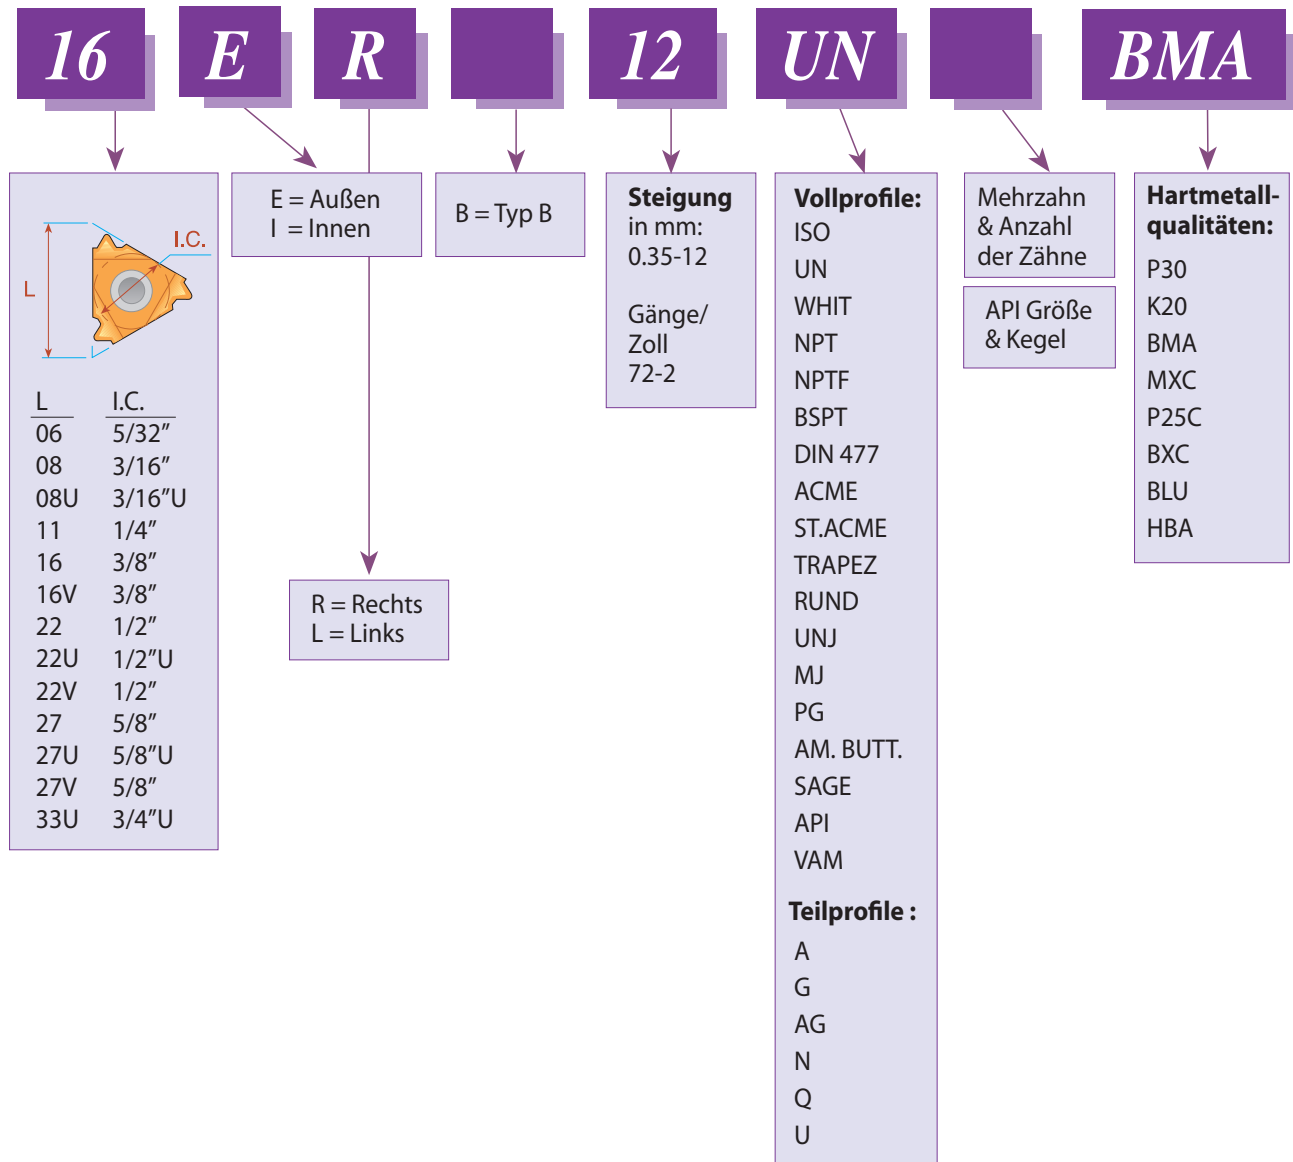 16 E R 12 UN BMA
I.C.
L
L I.C.
06 5/32"
08 3/16"
08U 3/16"U
11 1/4"
16 3/8"
16V 3/8"
22 1/2"
22U 1/2"U
22V 1/2"
27 5/8"
27U 5/8"U
27V 5/8"
33U 3/4"U
E = Außen
I = Innen
R = Rechts
L = Links
B = Typ B
Steigung
in mm:
0.35-12
Gänge/
Zoll
72-2
Vollprofile:
ISO
UN
WHIT
NPT
NPTF
BSPT
DIN 477
ACME
ST.ACME
TRAPEZ
RUND
UNJ
MJ
PG
AM. BUTT.
SAGE
API
VAM
Teilprofile :
A
G
AG
N
Q
U
Mehrzahn
& Anzahl
der Zähne
API Größe
& Kegel
Hartmetall-
qualitäten:
P30
K20
BMA
MXC
P25C
BXC
BLU
HBA